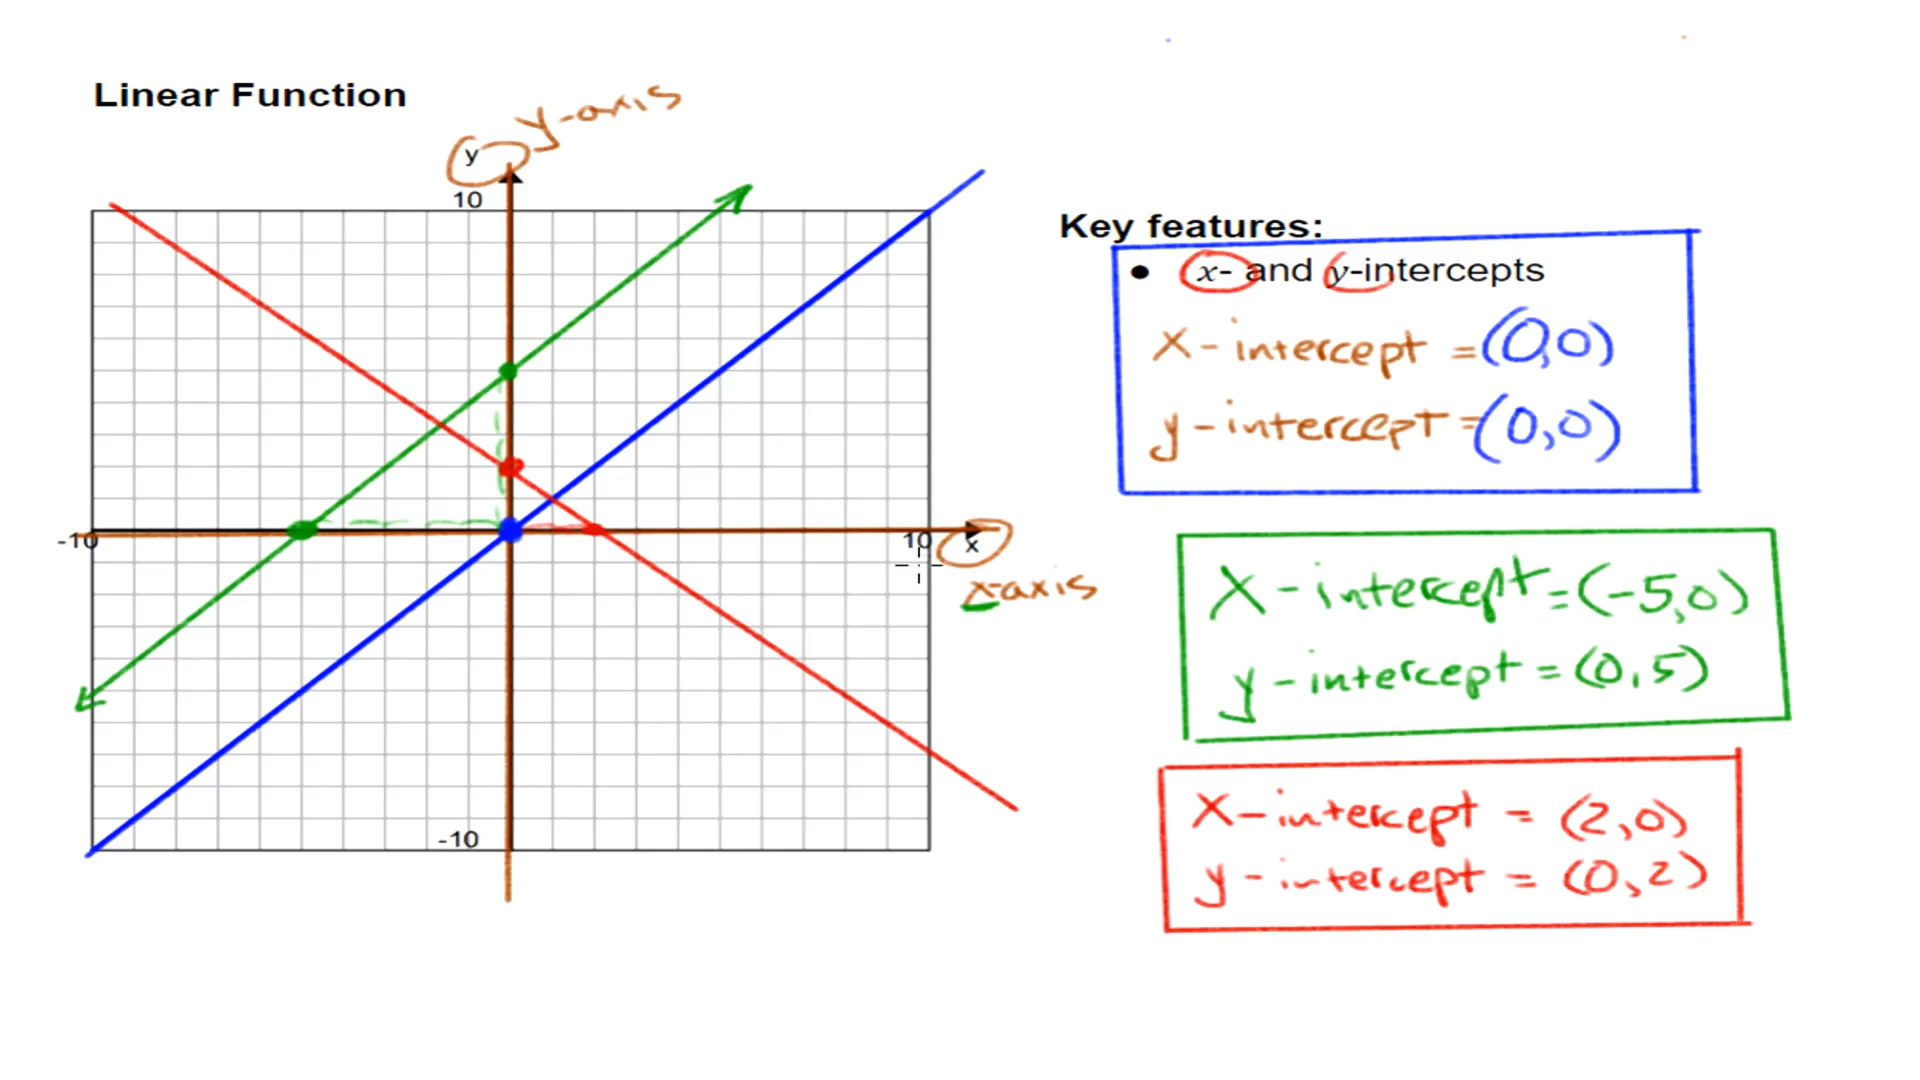 Linear Function
y-axis
y
10
-10
10
x
x-axis
-10
Key features:
● x- and y-intercepts
x-intercept =(0,0)
y-intercept=(0,0)
x-intercept=(-5,0)
y-intercept=(0,5)
x-intercept = (2,0)
y-intercept = (0,2)